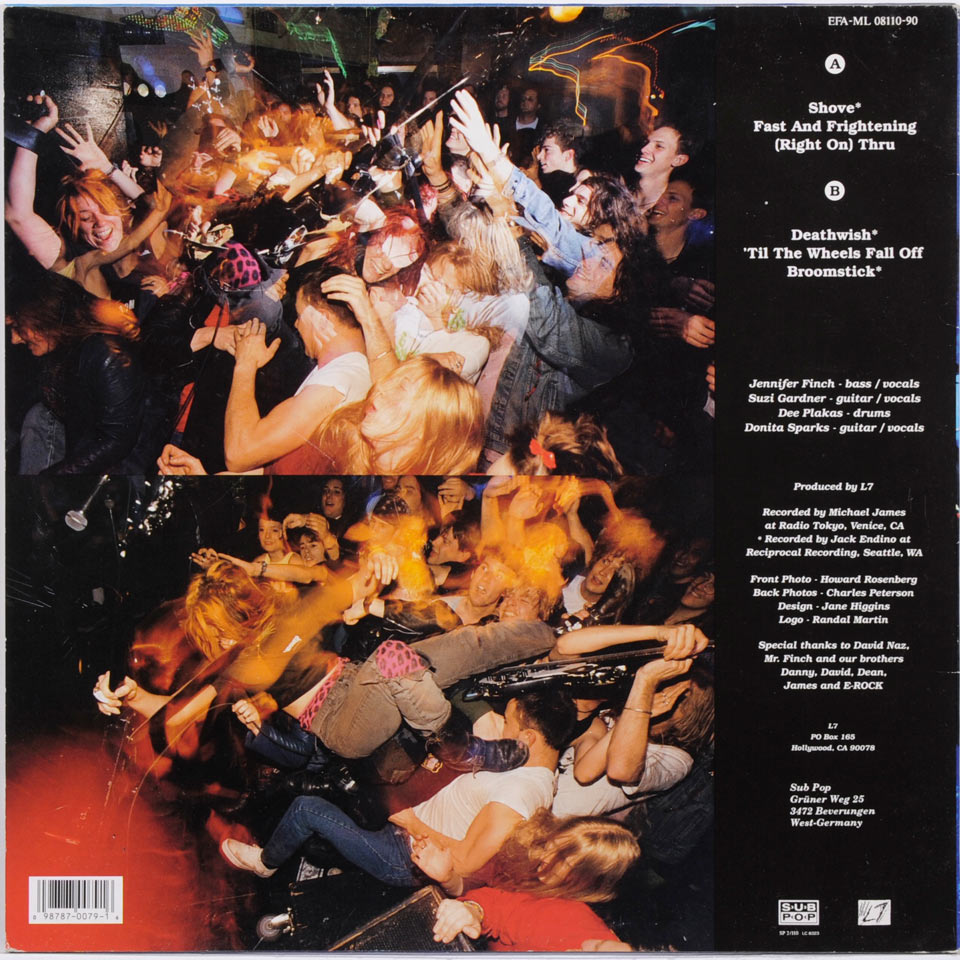 EFA-ML 08110-90
A
Shove*
Fast And Frightening
(Right On) Thru
B
Deathwish*
'Til The Wheels Fall Off
Broomstick*
Jennifer Finch - bass / vocals
Suzi Gardner - guitar / vocals
Dee Plakas - drums
Donita Sparks - guitar / vocals
Produced by L7
Recorded by Michael James
at Radio Tokyo, Venice, CA
* Recorded by Jack Endino at
Reciprocal Recording, Seattle, WA
Front Photo - Howard Rosenberg
Back Photos - Charles Peterson
Design - Jane Higgins
Logo - Randal Martin
Special thanks to David Naz,
Mr. Finch and our brothers
Danny, David, Dean,
James and E-ROCK
L7
PO Box 165
Hollywood, CA 90078
Sub Pop
Grüner Weg 25
3472 Beverungen
West-Germany
SUB
POP
L7
98787-0079-1